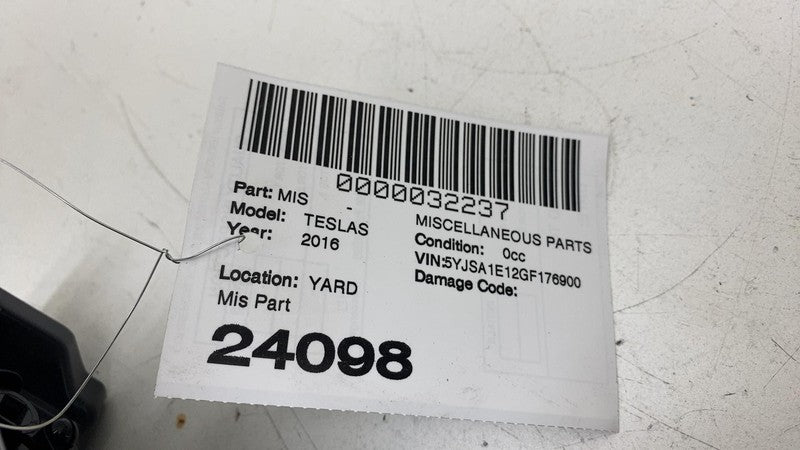 0000032237
Part: MIS -
MISCELLANEOUS PARTS
Model: TESLAS
Condition: 0cc
Year: 2016
VIN:5YJSA1E12GF176900
Damage Code:
Location: YARD
Mis Part
24098